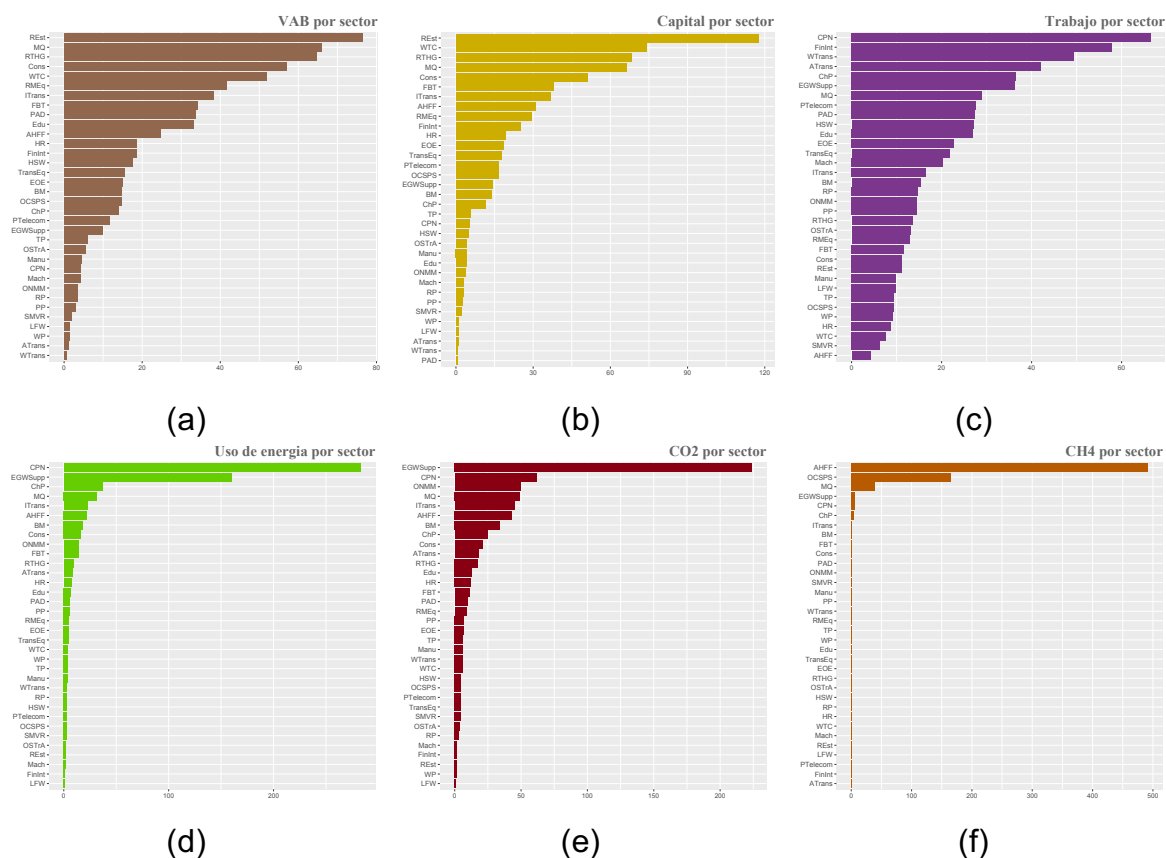 VAB por sector
REst
MQ
RTHG
Cons
WTC
RMEq
ITrans
FBT
PAD
Edu
AHFF
HR
FinInt
HSW
TransEq
EOE
BM
OCSPS
ChP
PTelecom
EGWSupp
TP
OSTrA
Manu
CPN
Mach
ONMM
RP
PP
SMVR
LFW
WP
ATrans
WTrans
0 20 40 60 80
(a)
Capital por sector
REst
WTC
RTHG
MQ
Cons
FBT
ITrans
AHFF
RMEq
FinInt
HR
EOE
TransEq
PTelecom
OCSPS
EGWSupp
BM
ChP
TP
CPN
HSW
OSTrA
Manu
Edu
ONMM
Mach
RP
PP
SMVR
WP
LFW
ATrans
WTrans
PAD
0 30 60 90 120
(b)
Trabajo por sector
CPN
FinInt
WTrans
ATrans
ChP
EGWSupp
MQ
PTelecom
PAD
HSW
Edu
EOE
TransEq
Mach
ITrans
BM
RP
ONMM
PP
RTHG
OSTrA
RMEq
FBT
Cons
REst
Manu
LFW
TP
OCSPS
WP
HR
WTC
SMVR
AHFF
0 20 40 60
(c)
Uso de energia por sector
CPN
EGWSupp
ChP
MQ
ITrans
AHFF
BM
Cons
ONMM
FBT
RTHG
ATrans
HR
Edu
PAD
PP
RMEq
EOE
TransEq
WTC
WP
TP
Manu
WTrans
RP
HSW
PTelecom
OCSPS
SMVR
OSTrA
REst
Mach
FinInt
LFW
0 100 200
(d)
CO2 por sector
EGWSupp
CPN
ONMM
MQ
ITrans
AHFF
BM
ChP
Cons
ATrans
RTHG
Edu
HR
FBT
PAD
RMEq
PP
EOE
TP
Manu
WTrans
WTC
HSW
OCSPS
PTelecom
TransEq
SMVR
OSTrA
RP
Mach
FinInt
REst
WP
LFW
0 50 100 150 200
(e)
CH4 por sector
AHFF
OCSPS
MQ
EGWSupp
CPN
ChP
ITrans
BM
FBT
Cons
PAD
ONMM
SMVR
Manu
PP
WTrans
RMEq
TP
WP
Edu
TransEq
EOE
RTHG
OSTrA
HSW
RP
HR
WTC
Mach
REst
LFW
PTelecom
FinInt
ATrans
0 100 200 300 400 500
(f)